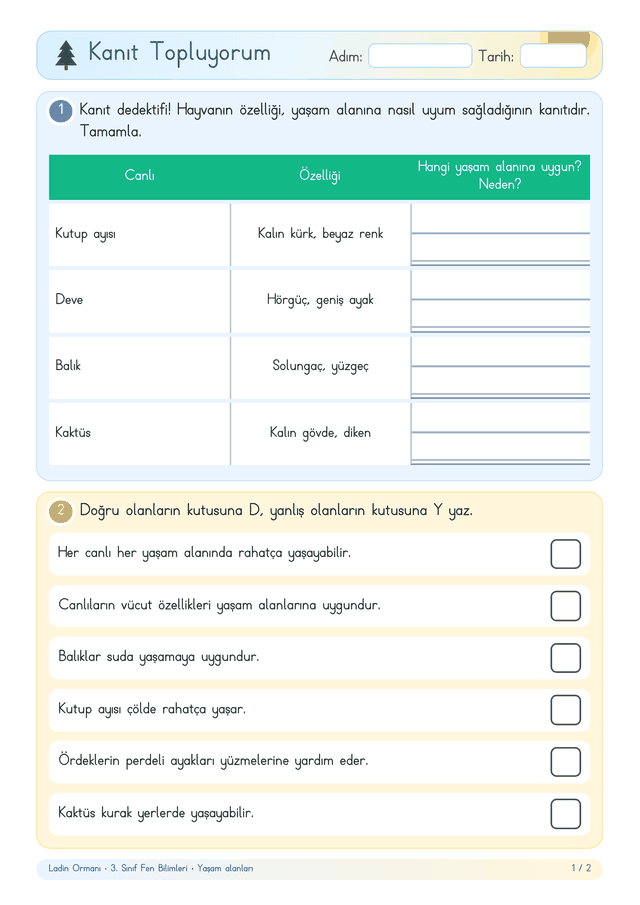 Kanıt Topluyorum
Adım:
Tarih:
1
Kanıt dedektifi! Hayvanın özelliği, yaşam alanına nasıl uyum sağladığının kanıtıdır.
Tamamla.
Canlı
Özelliği
Hangi yaşam alanına uygun?
Neden?
Kutup ayısı
Kalın kürk, beyaz renk
Deve
Hörgüç, geniş ayak
Balık
Solungaç, yüzgeç
Kaktüs
Kalın gövde, diken
2
Doğru olanların kutusuna D, yanlış olanların kutusuna Y yaz.
Her canlı her yaşam alanında rahatça yaşayabilir.
Canlıların vücut özellikleri yaşam alanlarına uygundur.
Balıklar suda yaşamaya uygundur.
Kutup ayısı çölde rahatça yaşar.
Ördeklerin perdeli ayakları yüzmelerine yardım eder.
Kaktüs kurak yerlerde yaşayabilir.
Ladin Ormanı • 3. Sınıf Fen Bilimleri • Yaşam alanları
1 / 2